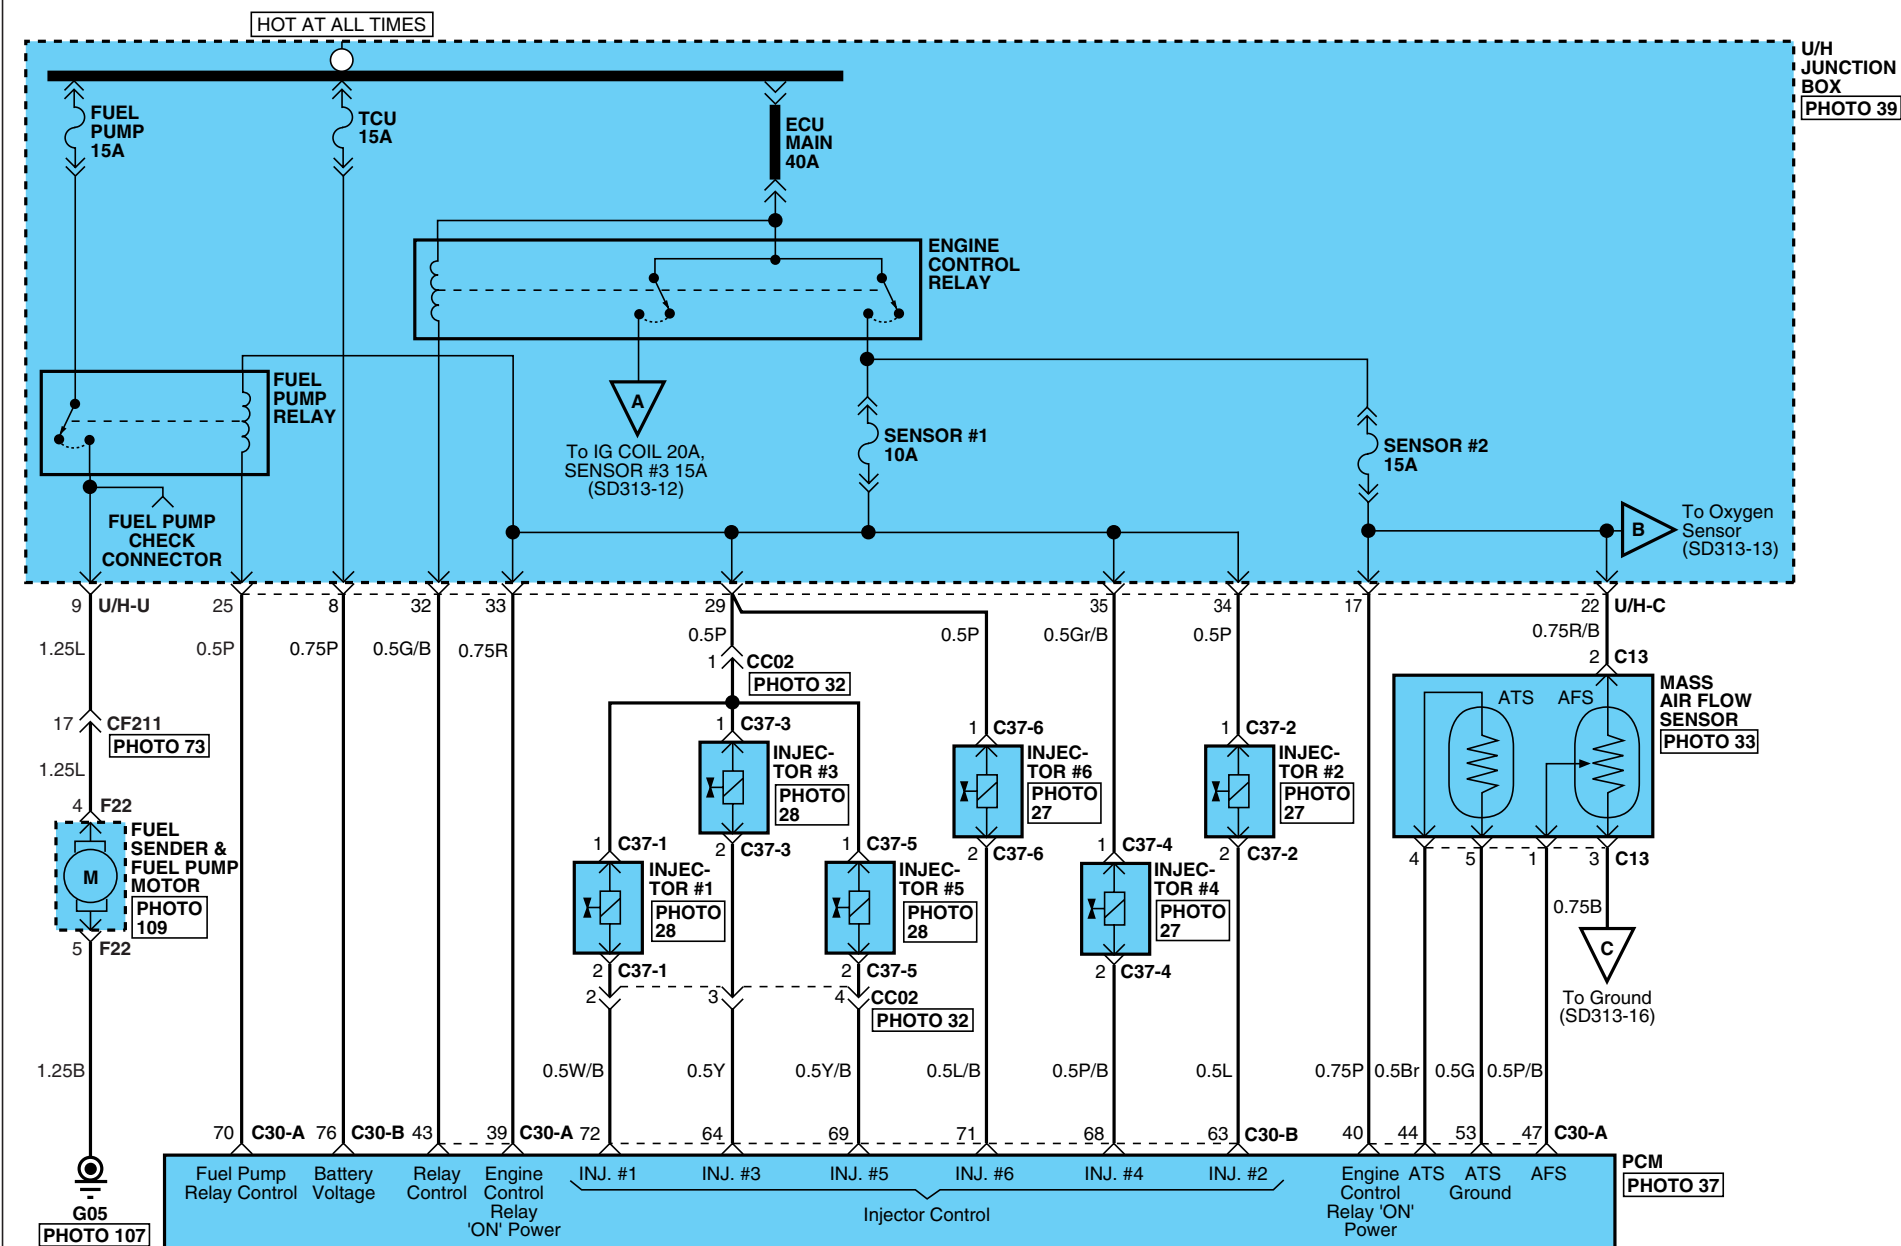 HOT AT ALL TIMES
U/H
JUNCTION
BOX
PHOTO 39
FUEL
PUMP
15A
TCU
15A
ECU
MAIN
40A
ENGINE
CONTROL
RELAY
FUEL
PUMP
RELAY
A
To IG COIL 20A,
SENSOR #3 15A
(SD313-12)
SENSOR #1
10A
SENSOR #2
15A
B
To Oxygen
Sensor
(SD313-13)
FUEL PUMP
CHECK
CONNECTOR
9 U/H-U 25 8 32 33 29 35 34 17 22 U/H-C
1.25L 0.5P 0.75P 0.5G/B 0.75R 0.5P 0.5P 0.5Gr/B 0.5P 0.75R/B
1 CC02
PHOTO 32
2 C13
MASS
AIR FLOW
SENSOR
PHOTO 33
ATS AFS
17 CF211
PHOTO 73
1.25L
1 C37-3
INJEC-
TOR #3
PHOTO
28
2 C37-3
1 C37-6
INJEC-
TOR #6
PHOTO
27
2 C37-6
1 C37-2
INJEC-
TOR #2
PHOTO
27
2 C37-2
4 F22
FUEL
SENDER &
FUEL PUMP
MOTOR
PHOTO
109
M
5 F22
1 C37-1
INJEC-
TOR #1
PHOTO
28
2 C37-1
1 C37-5
INJEC-
TOR #5
PHOTO
28
2 C37-5
1 C37-4
INJEC-
TOR #4
PHOTO
27
2 C37-4
4 5 1 3 C13
0.75B
C
To Ground
(SD313-16)
2 3 4 CC02
PHOTO 32
1.25B 0.5W/B 0.5Y 0.5Y/B 0.5L/B 0.5P/B 0.5L 0.75P 0.5Br 0.5G 0.5P/B
70 C30-A 76 C30-B 43 39 C30-A 72 64 69 71 68 63 C30-B 40 44 53 47 C30-A
PCM
PHOTO 37
Fuel Pump
Relay Control
Battery
Voltage
Relay
Control
Engine
Control
Relay
'ON' Power
INJ. #1 INJ. #3 INJ. #5 INJ. #6 INJ. #4 INJ. #2
Injector Control
Engine
Control
Relay 'ON'
Power
ATS
ATS
Ground
AFS
G05
PHOTO 107